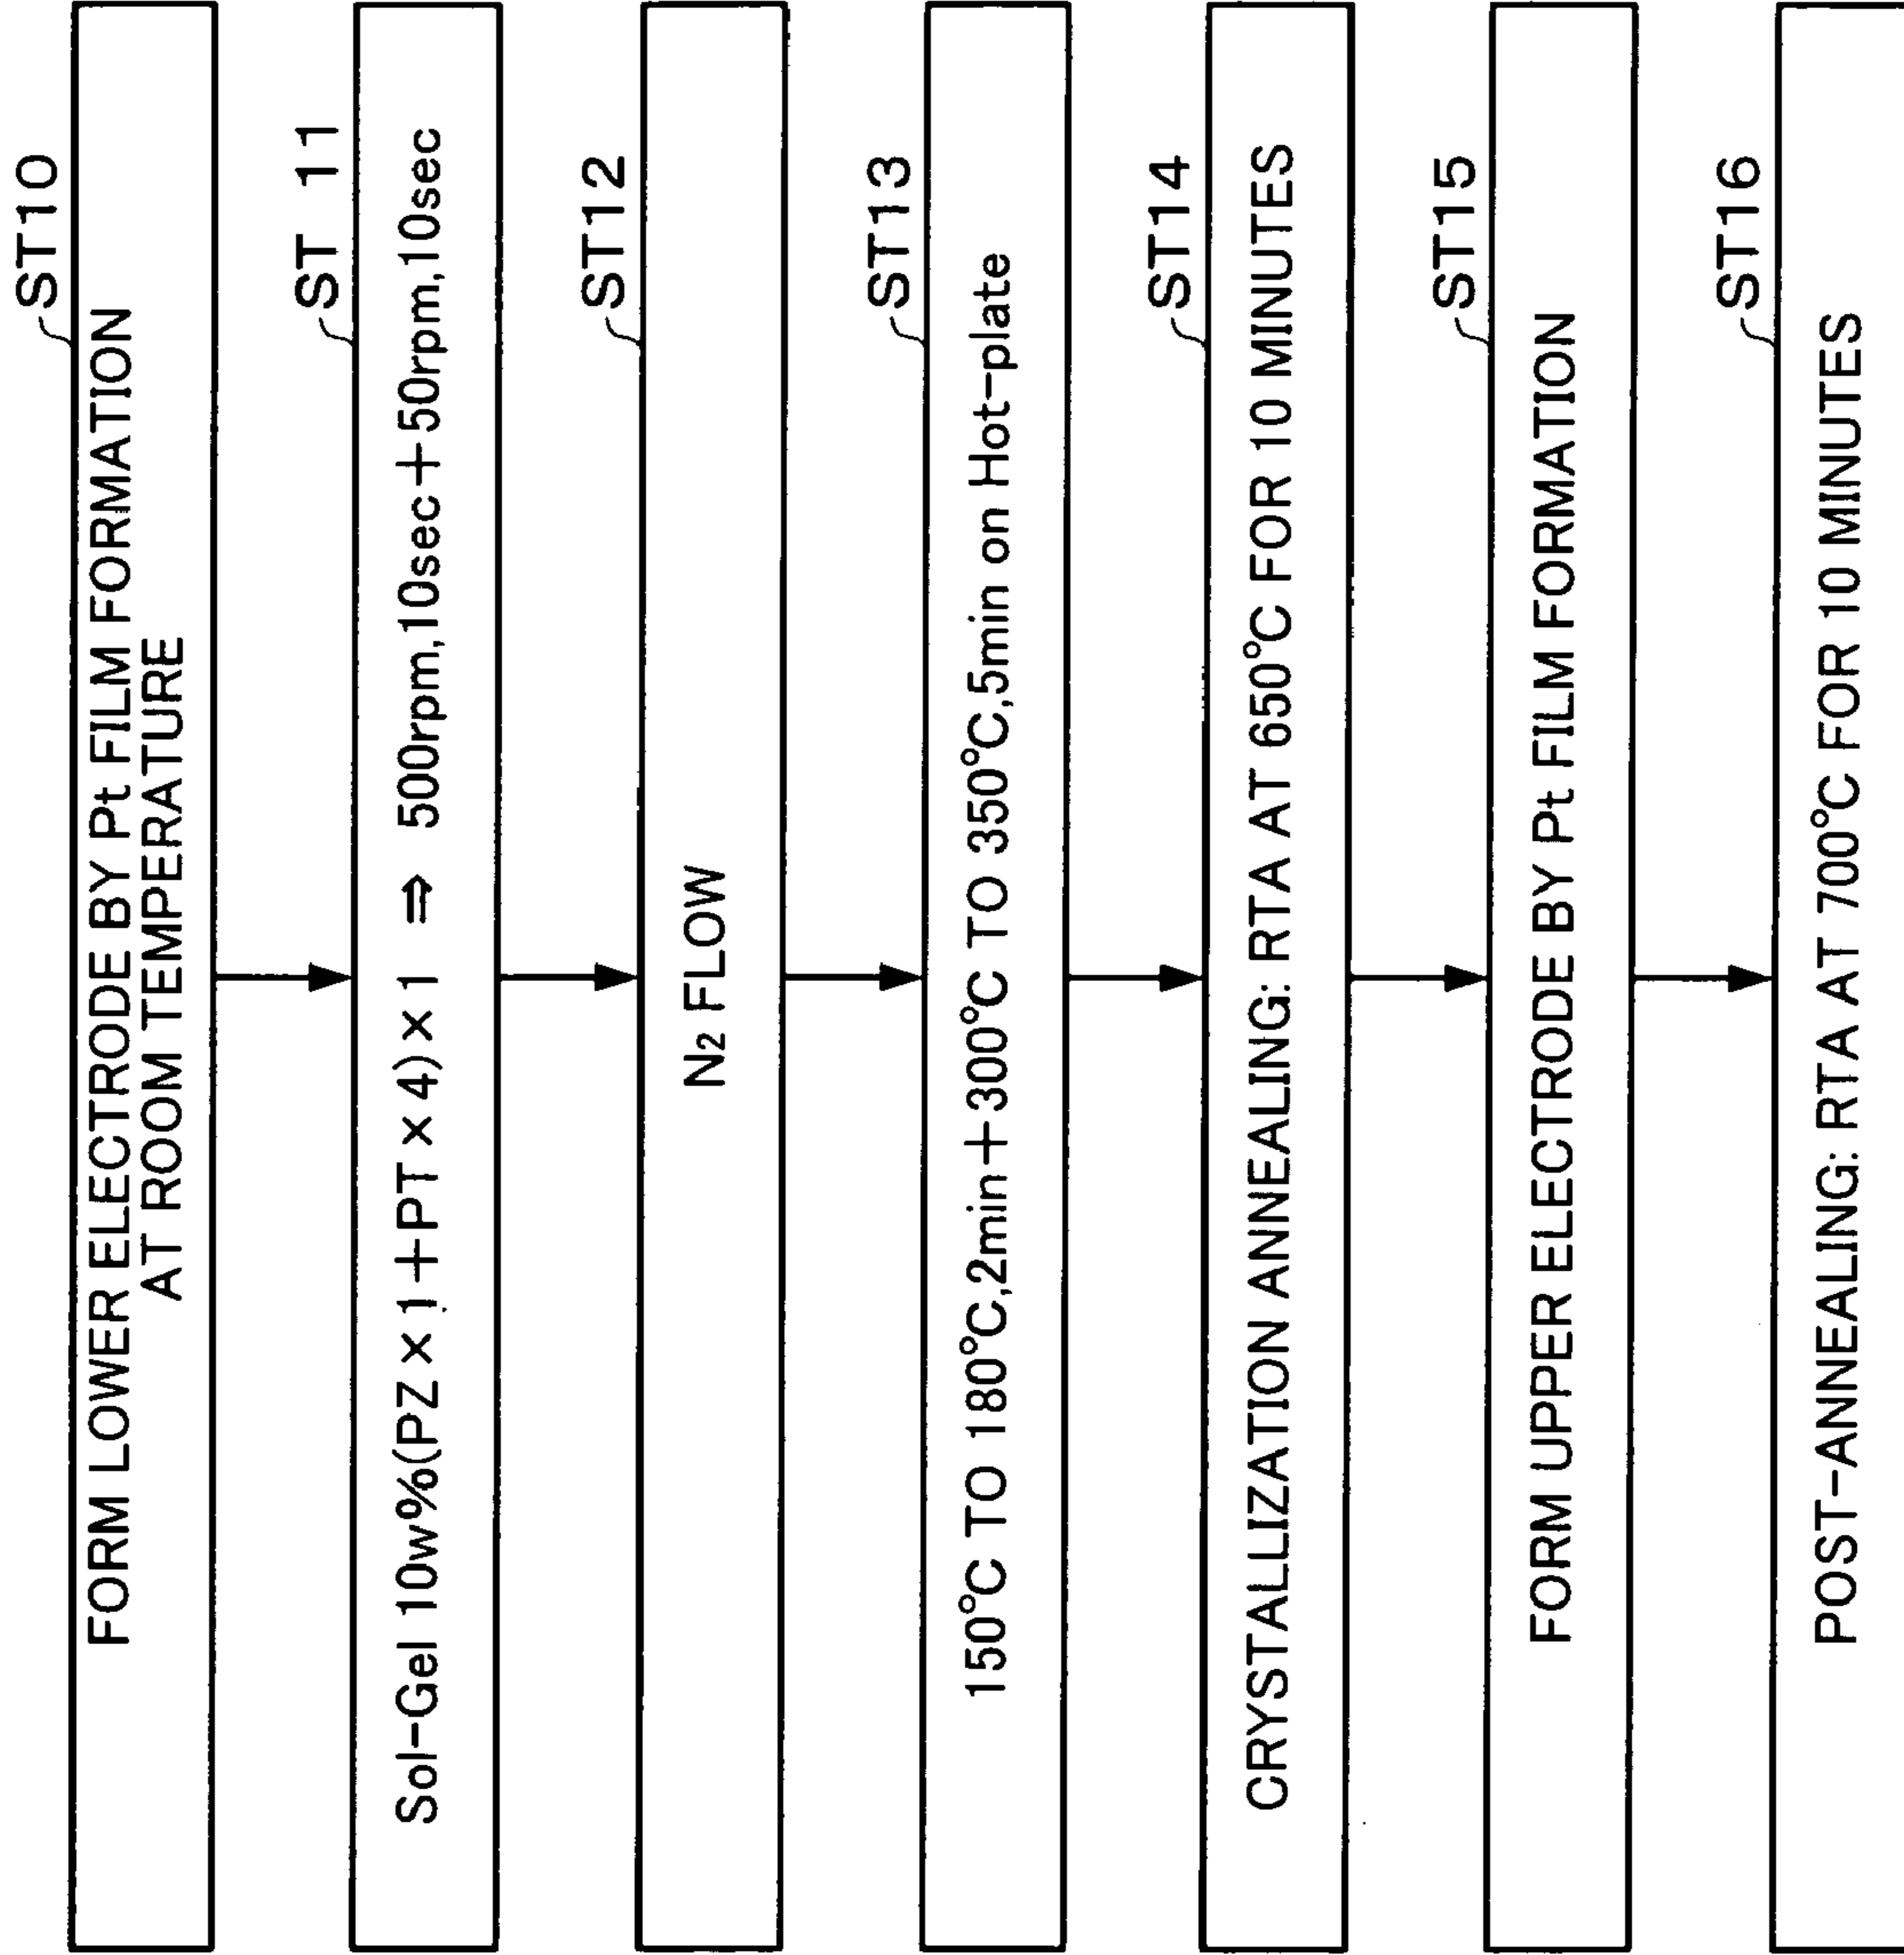 ST10
FORM LOWER ELECTRODE BY Pt FILM FORMATION
AT ROOM TEMPERATURE
ST 11
Sol-Gel 10w%(PZ×1+PT×4)×1 ⇒ 500rpm,10sec+50rpm,10sec
ST12
N₂ FLOW
ST13
150℃ TO 180℃,2min+300℃ TO 350℃,5min on Hot-plate
ST14
CRYSTALLIZATION ANNEALING: RTA AT 650℃ FOR 10 MINUTES
ST15
FORM UPPER ELECTRODE BY Pt FILM FORMATION
ST16
POST-ANNEALING: RTA AT 700℃ FOR 10 MINUTES